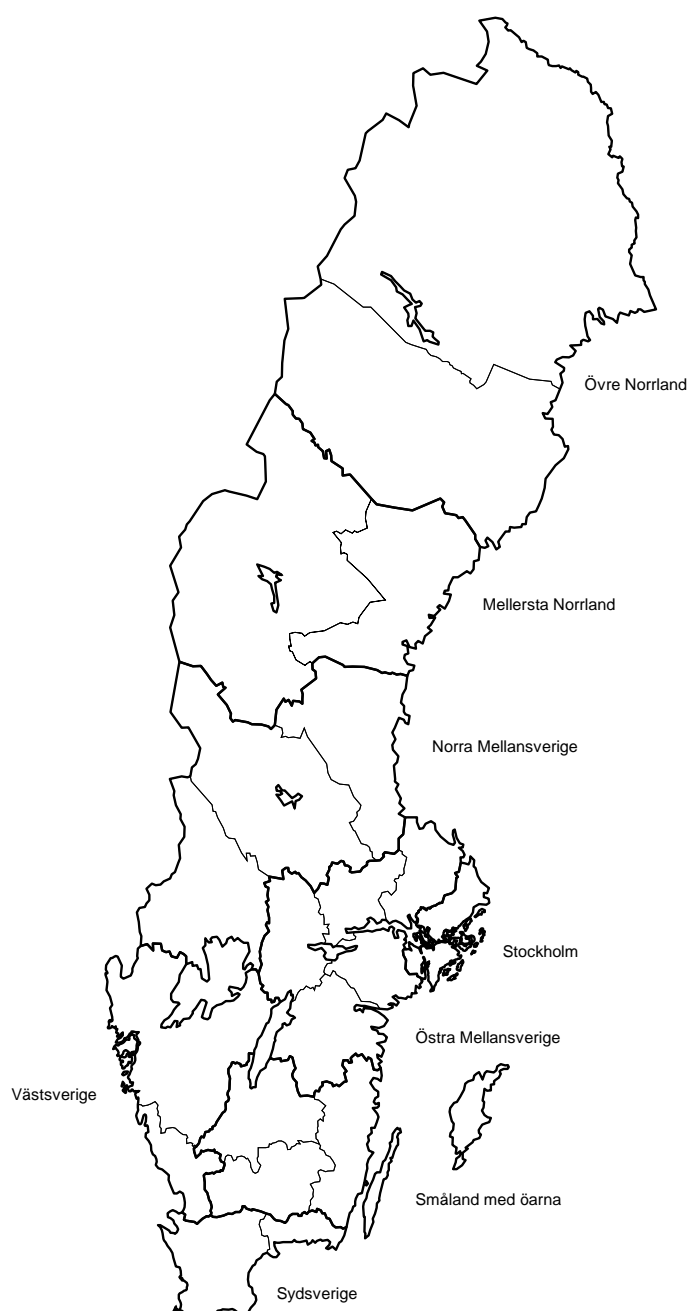 Övre Norrland
Mellersta Norrland
Norra Mellansverige
Stockholm
Östra Mellansverige
Västsverige
Småland med öarna
Sydsverige